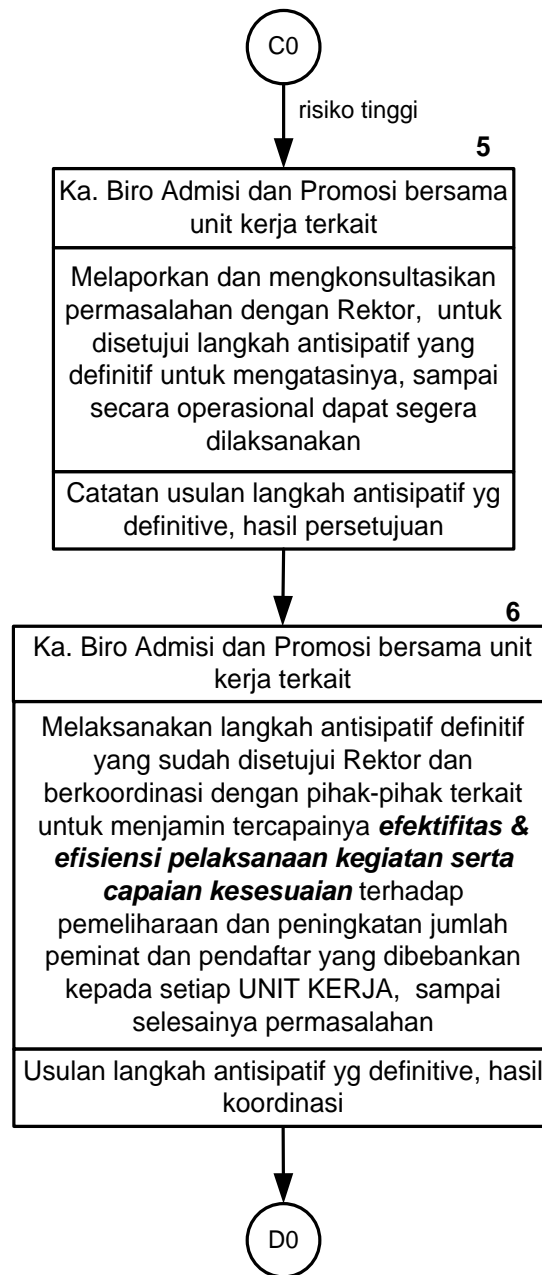 C0
risiko tinggi
5
Ka. Biro Admisi dan Promosi bersama
unit kerja terkait
Melaporkan dan mengkonsultasikan
permasalahan dengan Rektor, untuk
disetujui langkah antisipatif yang
definitif untuk mengatasinya, sampai
secara operasional dapat segera
dilaksanakan
Catatan usulan langkah antisipatif yg
definitive, hasil persetujuan
6
Ka. Biro Admisi dan Promosi bersama unit
kerja terkait
Melaksanakan langkah antisipatif definitif
yang sudah disetujui Rektor dan
berkoordinasi dengan pihak-pihak terkait
untuk menjamin tercapainya efektifitas &
efisiensi pelaksanaan kegiatan serta
capaian kesesuaian terhadap
pemeliharaan dan peningkatan jumlah
peminat dan pendaftar yang dibebankan
kepada setiap UNIT KERJA, sampai
selesainya permasalahan
Usulan langkah antisipatif yg definitive, hasil
koordinasi
D0